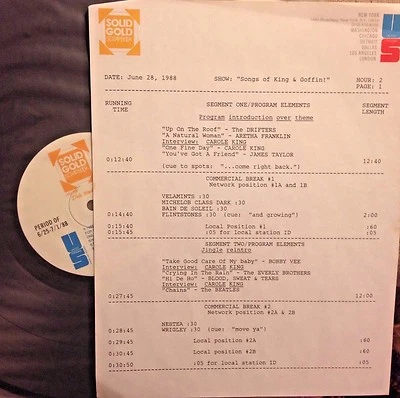 SOLID
GOLD
SCRAPBOOK
NEW YORK
WASHINGTON
CHICAGO
DETROIT
DALLAS
LOS ANGELES
LONDON
DATE: June 28, 1988 SHOW: "Songs of King & Goffin!" HOUR: 2
PAGE: 1
RUNNING TIME SEGMENT ONE/PROGRAM ELEMENTS SEGMENT LENGTH
Program introduction over theme
"Up On The Roof" - The DRIFTERS
"A Natural Woman" - ARETHA FRANKLIN
Interview: CAROLE KING
"One Fine Day" - CAROLE KING
"You've Got A Friend" - JAMES TAYLOR
0:12:40 12:40
(cue to spots: "...come right back.")
COMMERCIAL BREAK #1
Network position #1A and 1B
VELAMINTS :30
MICHELOB CLASS DARK :30
BAIN DE SOLEIL :30
0:14:40 FLINTSTONES :30 (cue: "and growing") 2:00
0:15:40 Local Position #1 :60
0:15:45 :05 for local station ID :05
SEGMENT TWO/PROGRAM ELEMENTS
Jingle reintro
"Take Good Care Of My baby" - BOBBY VEE
Interview: CAROLE KING
"Crying In The Rain" - The EVERLY BROTHERS
"Hi De Ho" - BLOOD, SWEAT & TEARS
Interview: CAROLE KING
"Chains" - The BEATLES
0:27:45 12:00
COMMERCIAL BREAK #2
Network position #2A & 2B
NESTEA :30
0:28:45 WRIGLEY :30 (cue: "move ya")
0:29:45 Local position #2A :60
0:30:45 Local position #2B :60
0:30:50 :05 for local station ID :05
SOLID
GOLD
PERIOD OF
6/25-7/1/88